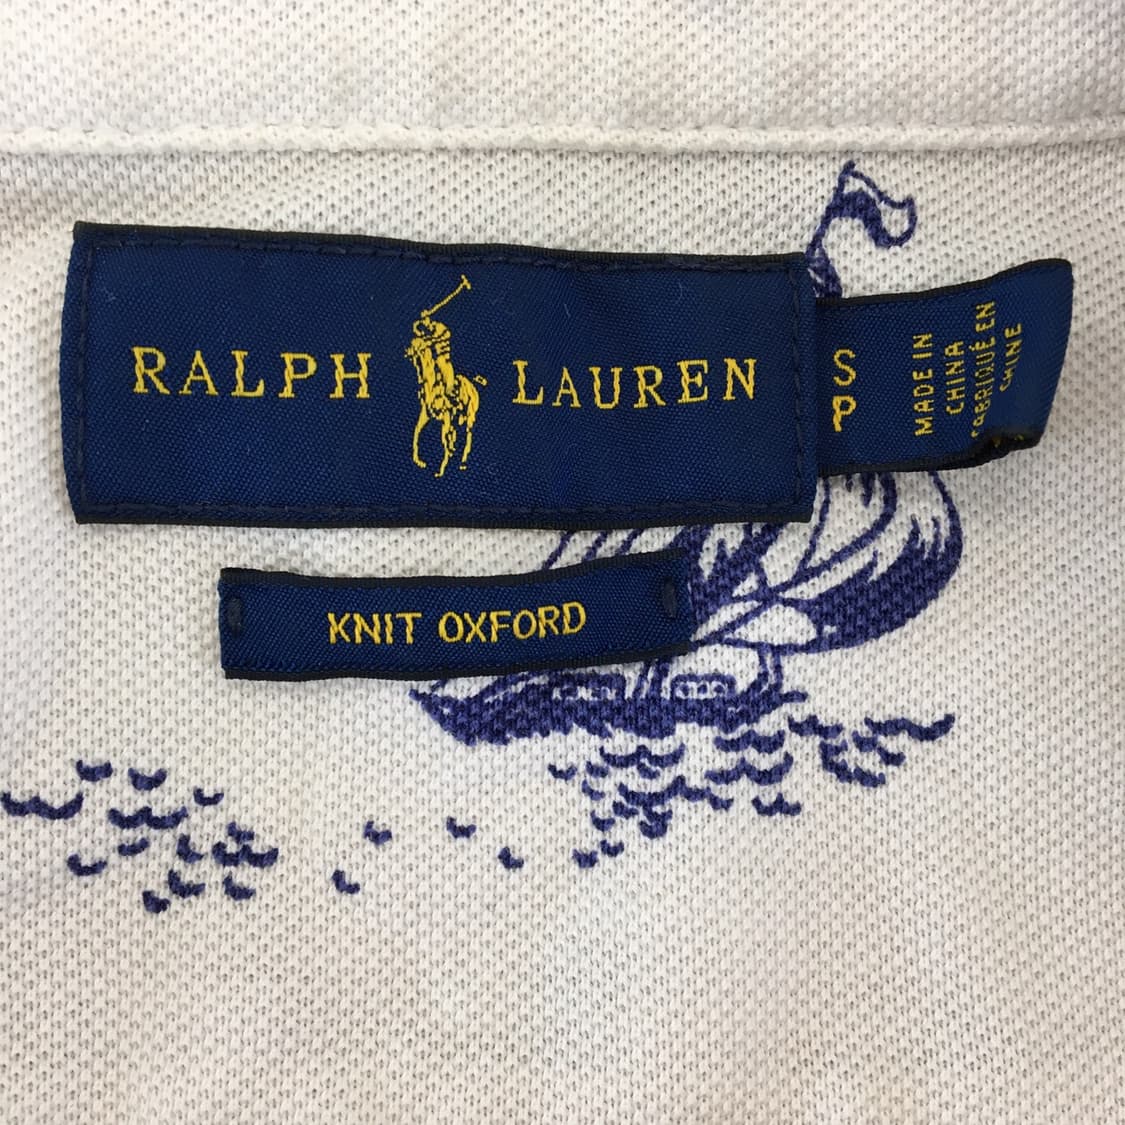 RALPH LAUREN
S
P
MADE IN
CHINA
FABRIQUÉ EN
CHINE
KNIT OXFORD